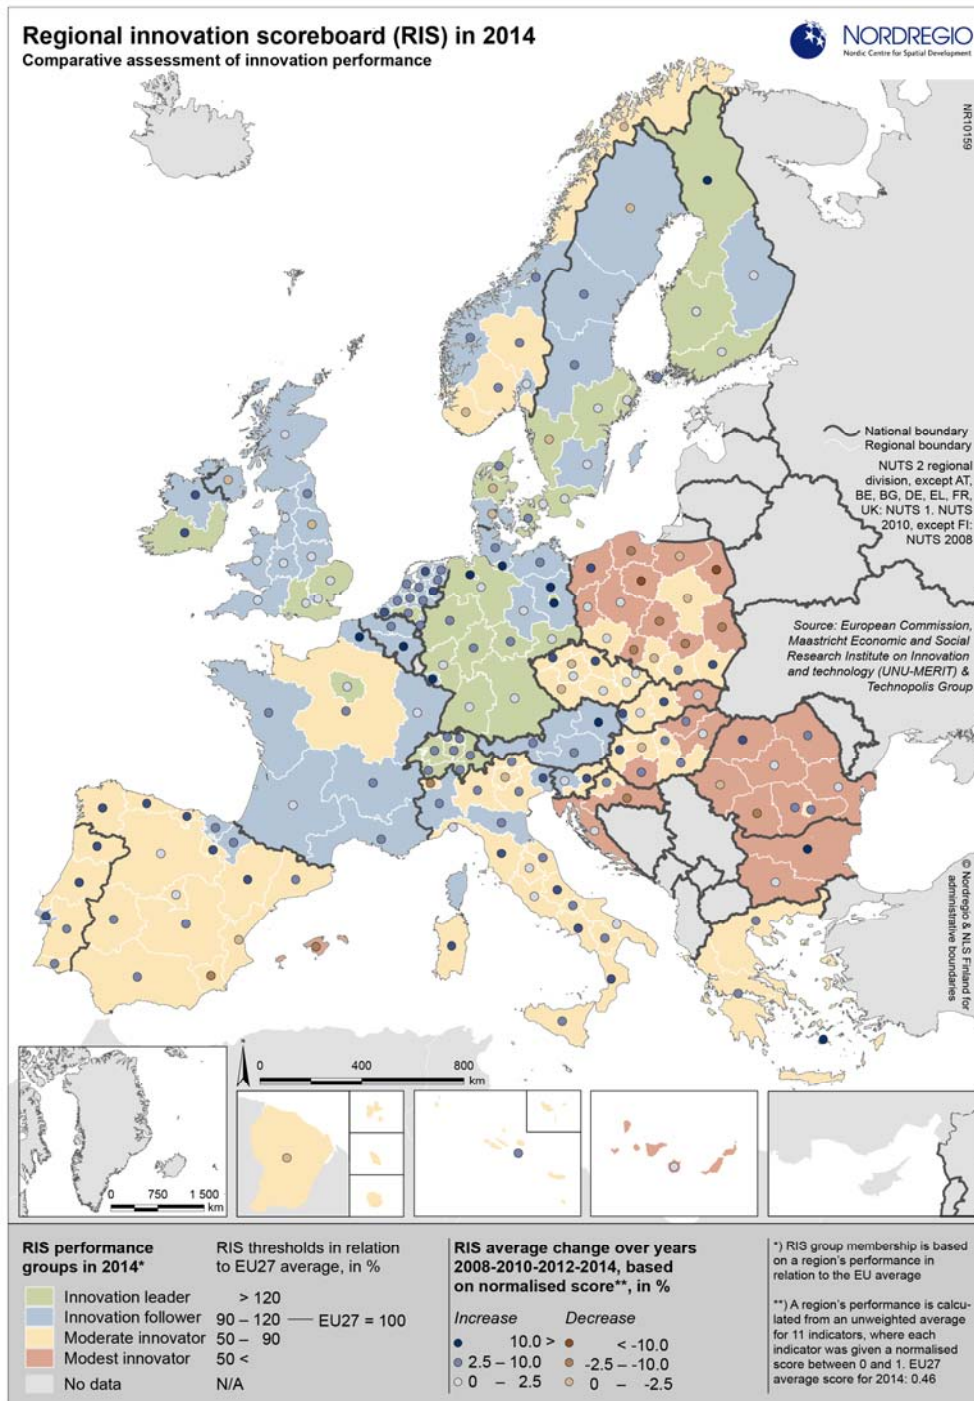 Regional innovation scoreboard (RIS) in 2014
Comparative assessment of innovation performance
NORDREGIO
Nordic Centre for Spatial Development
NR10159
National boundary
Regional boundary
NUTS 2 regional
division, except AT,
BE, BG, DE, EL, FR,
UK: NUTS 1. NUTS
2010, except FI:
NUTS 2008
Source: European Commission,
Maastricht Economic and Social
Research Institute on Innovation
and technology (UNU-MERIT) &
Technopolis Group
© Nordregio & NLS Finland for
administrative boundaries
0 400 800
km
0 750 1 500
km
RIS performance
groups in 2014*
RIS thresholds in relation
to EU27 average, in %
Innovation leader > 120
Innovation follower 90 – 120 EU27 = 100
Moderate innovator 50 – 90
Modest innovator 50 <
No data N/A
RIS average change over years
2008-2010-2012-2014, based
on normalised score**, in %
Increase Decrease
10.0 > < -10.0
2.5 – 10.0 -2.5 – -10.0
0 – 2.5 0 – -2.5
*) RIS group membership is based
on a region's performance in
relation to the EU average
**) A region's performance is calcu-
lated from an unweighted average
for 11 indicators, where each
indicator was given a normalised
score between 0 and 1. EU27
average score for 2014: 0.46